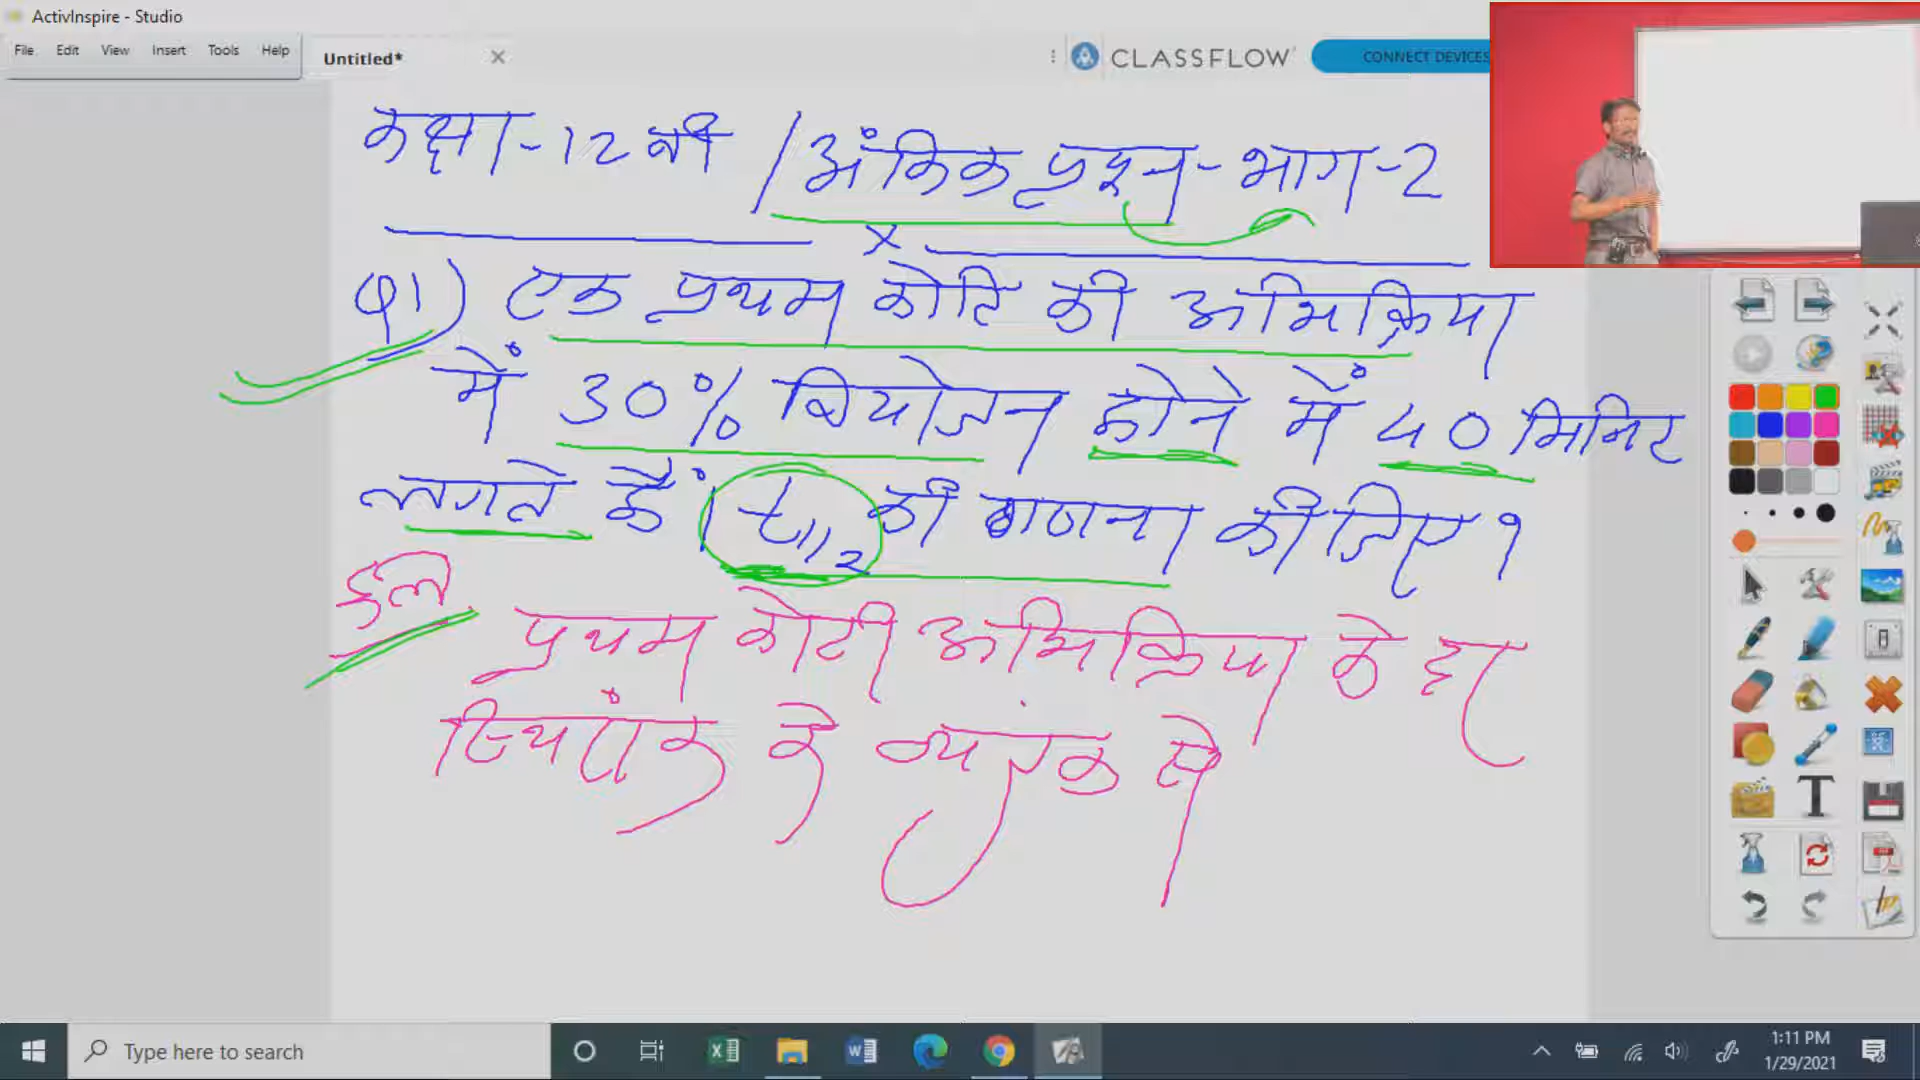 ActivInspire - Studio
File Edit View Insert Tools Help
Untitled*
CLASSFLOW
CONNECT DEVICES
कक्षा-12वीं / अंकिक प्रश्न-भाग-2
Q1) एक प्रथम कोटि की अभिक्रिया
में 30% वियोजन होने में 40 मिनिट
लगते हैं। t1/2 की गणना कीजिए ?
हल
प्रथम कोटी अभिक्रिया के दर
स्थिरांक के व्यंजक से
Type here to search
1:11 PM
1/29/2021